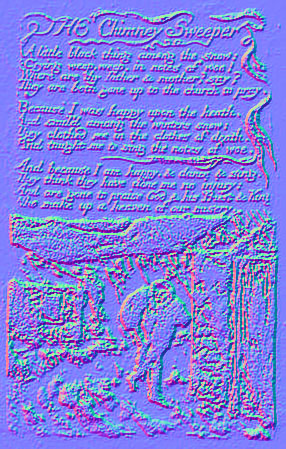 THE Chimney Sweeper
A little black thing among the snow:
Crying weep, weep, in notes of woe!
Where are thy father & mother? say?
They are both gone up to the church to pray.
Because I was happy upon the heath,
And smil'd among the winters snow:
They clothed me in the clothes of death,
And taught me to sing the notes of woe.
And because I am happy, & dance & sing,
They think they have done me no injury:
And are gone to praise God & his Priest & King
Who make up a heaven of our misery.